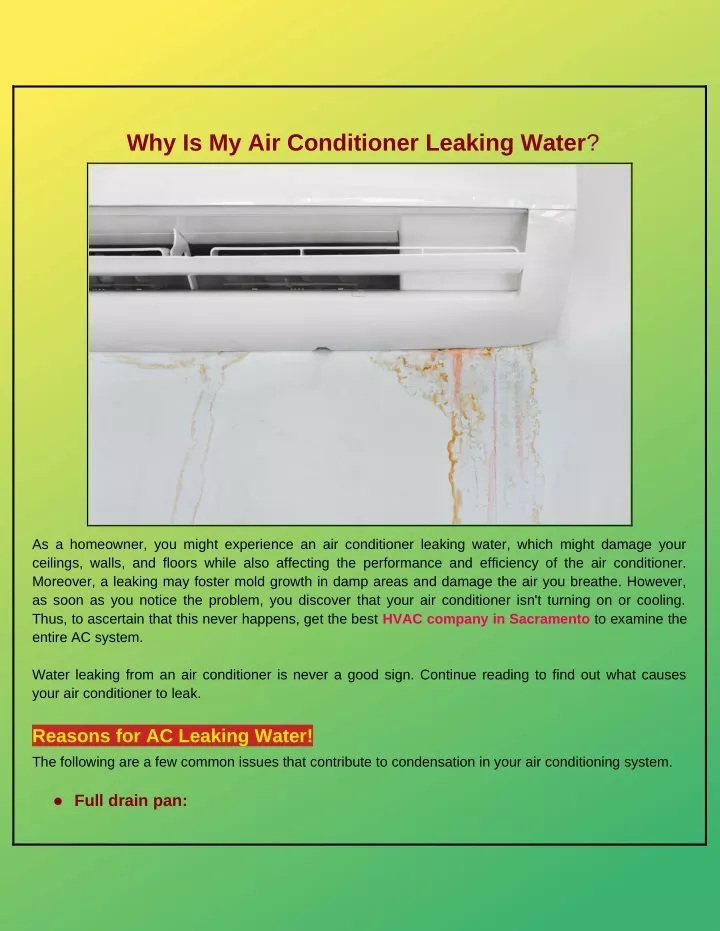 Why Is My Air Conditioner Leaking Water?
As a homeowner, you might experience an air conditioner leaking water, which might damage your
ceilings, walls, and floors while also affecting the performance and efficiency of the air conditioner.
Moreover, a leaking may foster mold growth in damp areas and damage the air you breathe. However,
as soon as you notice the problem, you discover that your air conditioner isn't turning on or cooling.
Thus, to ascertain that this never happens, get the best HVAC company in Sacramento to examine the
entire AC system.
Water leaking from an air conditioner is never a good sign. Continue reading to find out what causes
your air conditioner to leak.
Reasons for AC Leaking Water!
The following are a few common issues that contribute to condensation in your air conditioning system.
● Full drain pan: